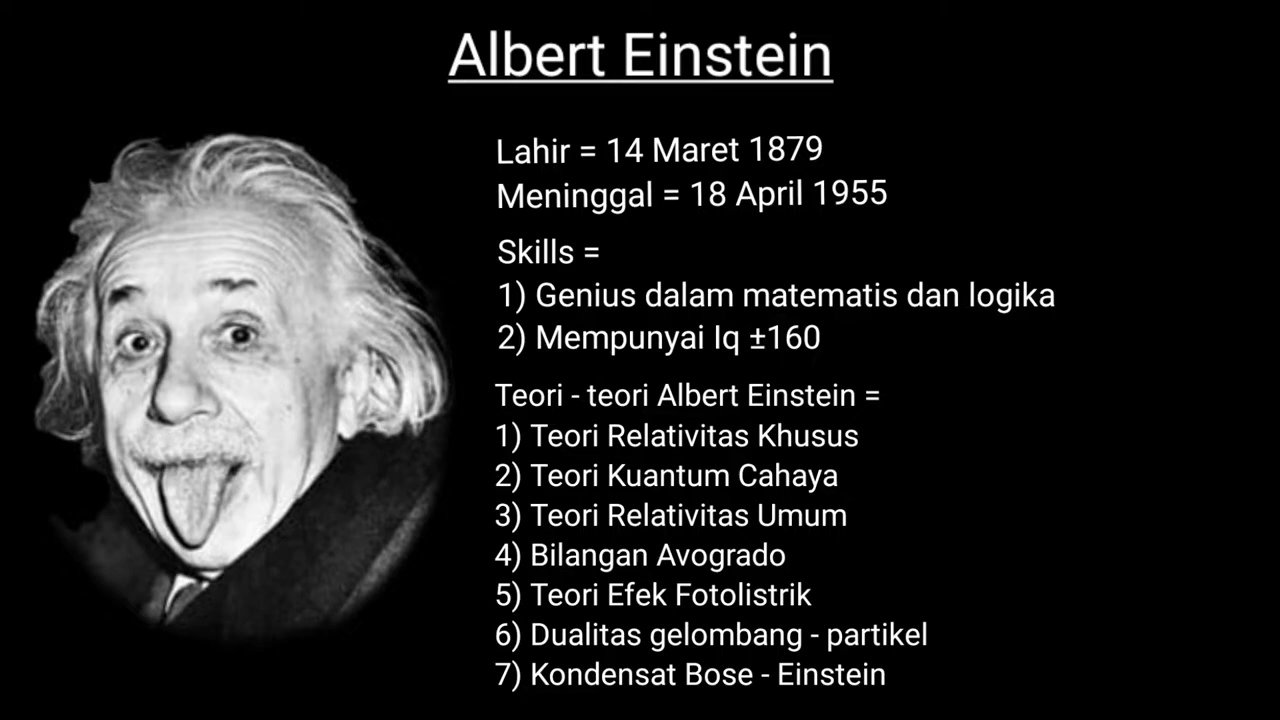 Albert Einstein
Lahir = 14 Maret 1879
Meninggal = 18 April 1955
Skills =
1) Genius dalam matematis dan logika
2) Mempunyai Iq ±160
Teori - teori Albert Einstein =
1) Teori Relativitas Khusus
2) Teori Kuantum Cahaya
3) Teori Relativitas Umum
4) Bilangan Avogrado
5) Teori Efek Fotolistrik
6) Dualitas gelombang - partikel
7) Kondensat Bose - Einstein